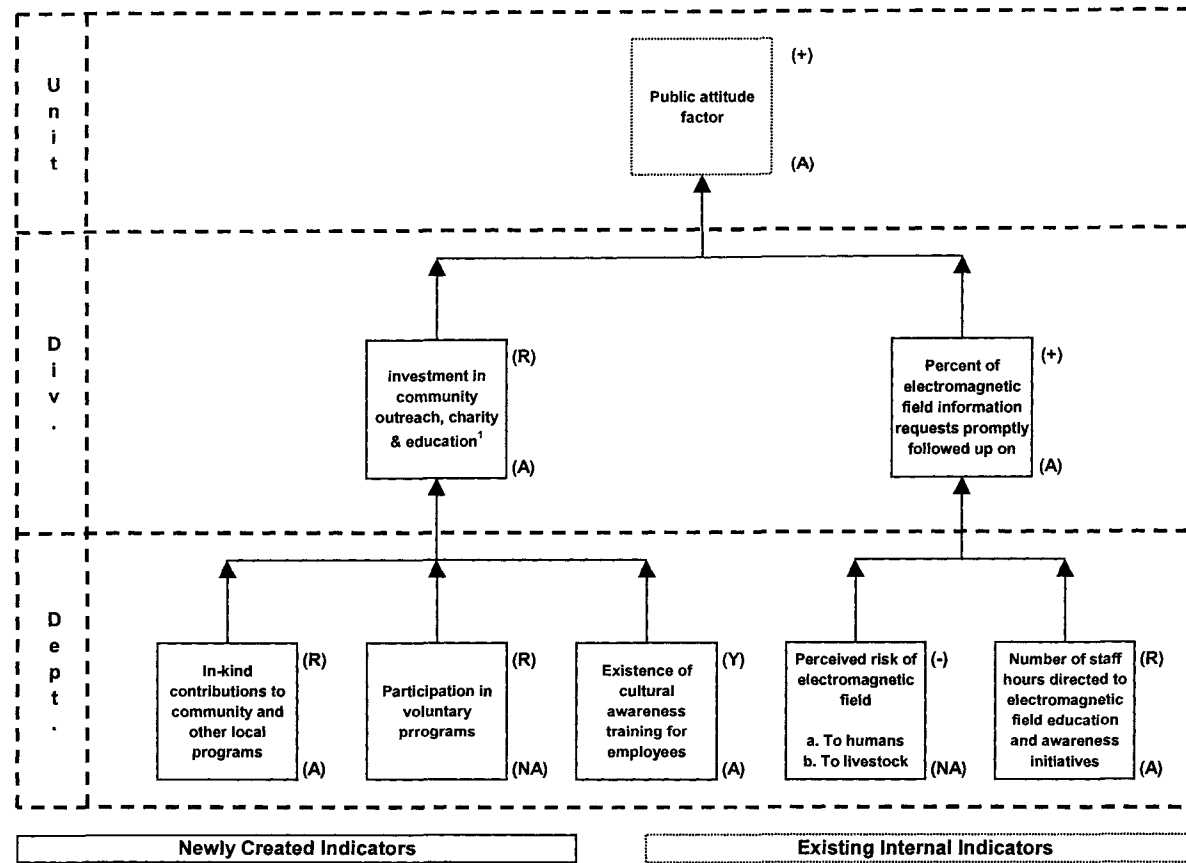 Unit
(+)
Public attitude
factor
(A)
Div.
(R)
investment in
community
outreach, charity
& education1
(A)
(+)
Percent of
electromagnetic
field information
requests promptly
followed up on
(A)
Dept.
In-kind
contributions to
community and
other local
programs
(R)
(A)
Participation in
voluntary prrograms
(R)
(NA)
Existence of
cultural
awareness
training for
employees
(Y)
(A)
Perceived risk of
electromagnetic
field
a. To humans
b. To livestock
(-)
(NA)
Number of staff
hours directed to
electromagnetic
field education
and awareness
initiatives
(R)
(A)
Newly Created Indicators
Existing Internal Indicators